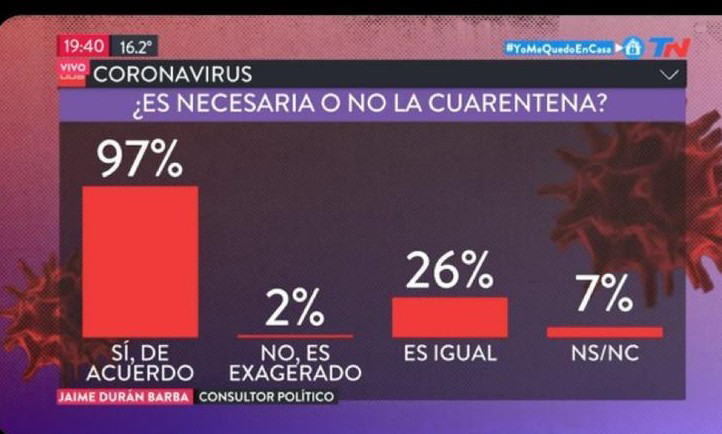 19:40 16.2°
#YoMeQuedoEnCasa TN
VIVO
CORONAVIRUS
¿ES NECESARIA O NO LA CUARENTENA?
97%
2%
26%
7%
SÍ, DE ACUERDO
NO, ES EXAGERADO
ES IGUAL
NS/NC
JAIME DURÁN BARBA CONSULTOR POLÍTICO